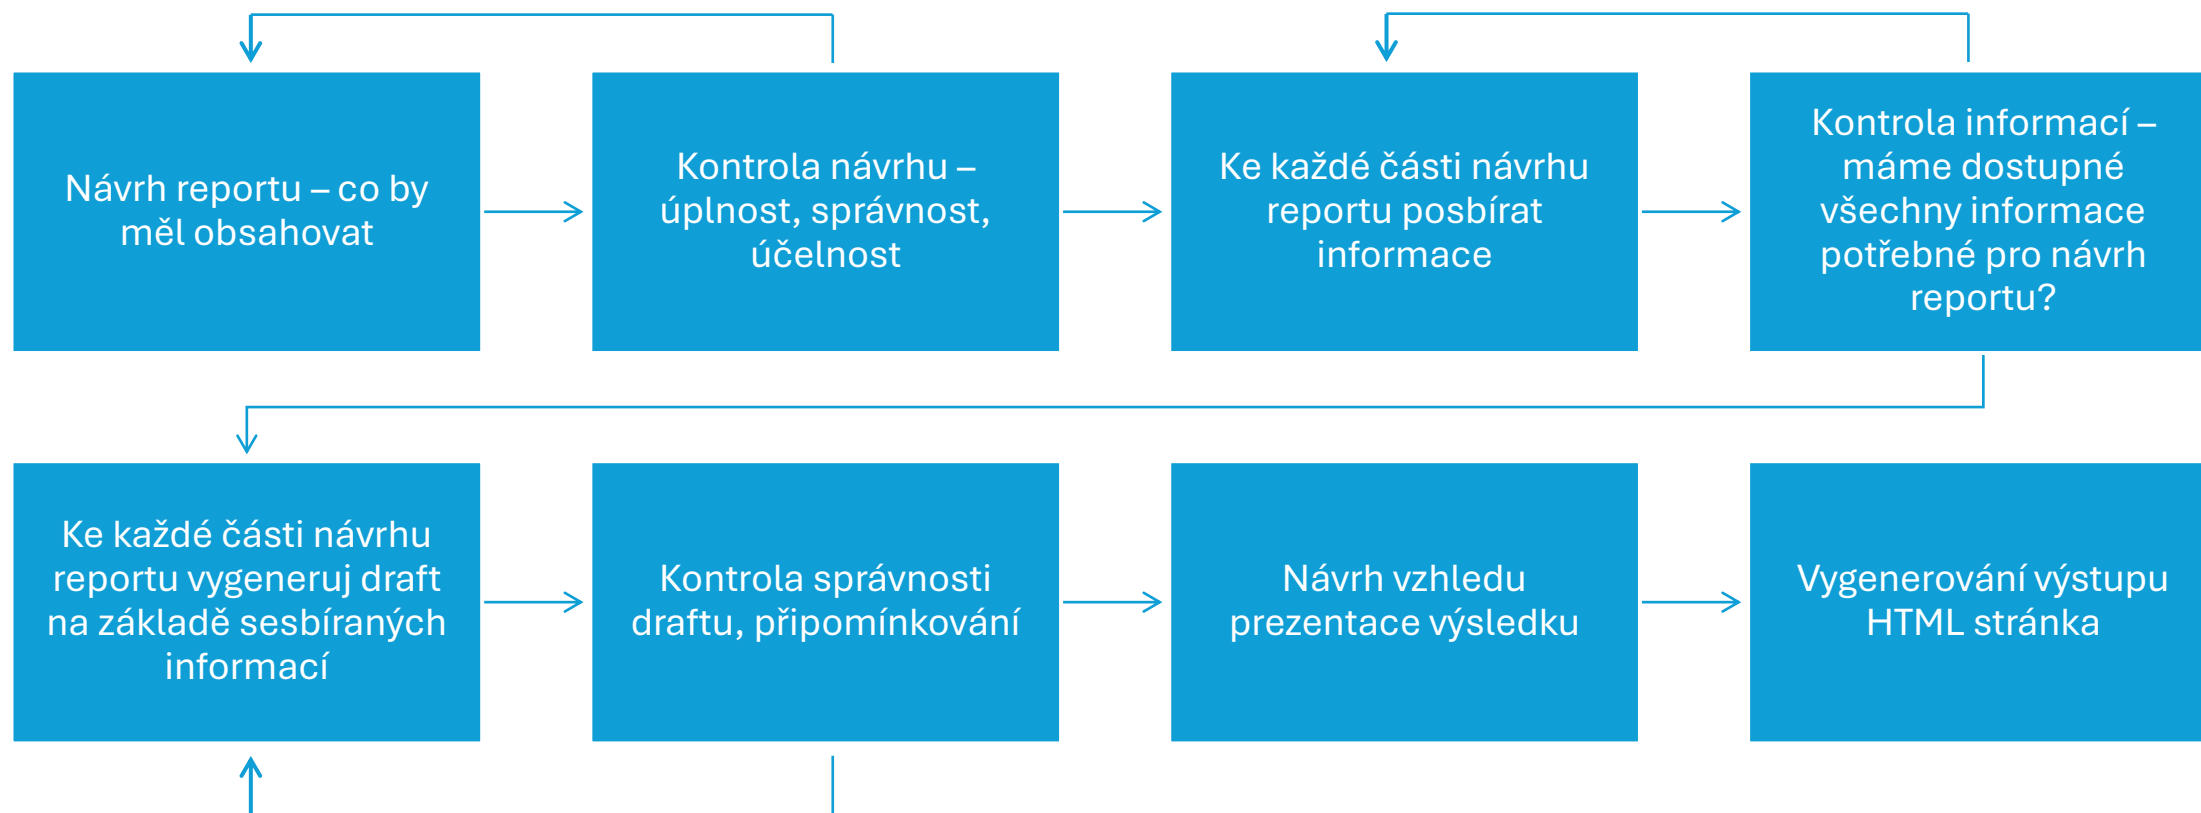 Návrh reportu – co by
měl obsahovat
Kontrola návrhu –
úplnost, správnost,
účelnost
Ke každé části návrhu
reportu posbírat
informace
Kontrola informací –
máme dostupné
všechny informace
potřebné pro návrh
reportu?
Ke každé části návrhu
reportu vygeneruj draft
na základě sesbíraných
informací
Kontrola správnosti
draftu, připomínkování
Návrh vzhledu
prezentace výsledku
Vygenerování výstupu
HTML stránka